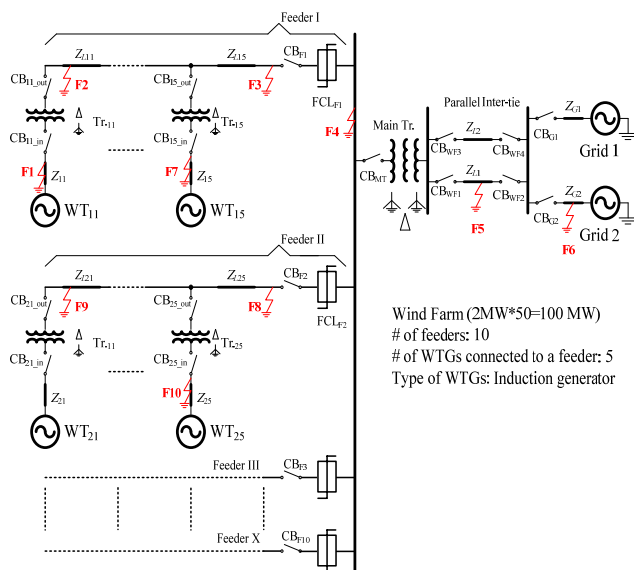 Feeder I
Z_l11
Z_l15
CB_F1
CB_11_out
F2
CB_15_out
F3
FCL_F1
Tr.-11
Tr.-15
F4
CB_11_in
CB_15_in
F1
Z_11
F7
Z_15
WT_11
WT_15
Main Tr.
CB_MT
Parallel Inter-tie
Z_l2
CB_WF3
CB_WF4
Z_L1
CB_WF1
CB_WF2
F5
CB_G1
Z_G1
Grid 1
CB_G2
Z_G2
F6
Grid 2
Feeder II
Z_l21
Z_l25
CB_F2
CB_21_out
F9
CB_25_out
F8
FCL_F2
Tr.-11
Tr.-25
CB_21_in
CB_25_in
Z_21
F10
Z_25
WT_21
WT_25
Wind Farm (2MW*50=100 MW)
# of feeders: 10
# of WTGs connected to a feeder: 5
Type of WTGs: Induction generator
Feeder III
CB_F3
Feeder X
CB_F10